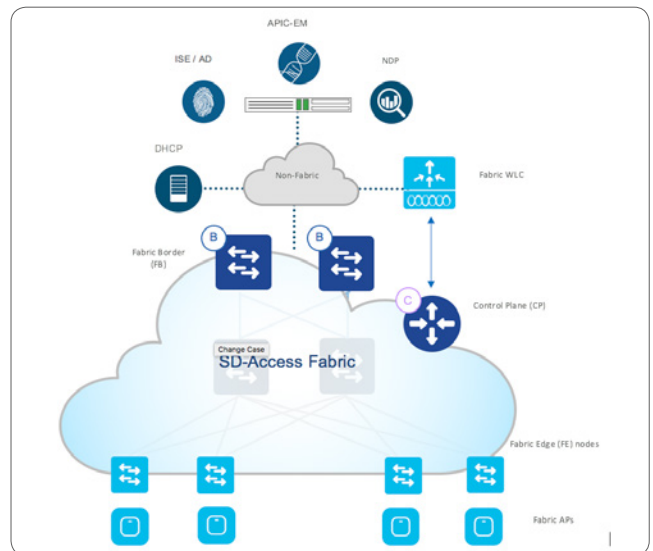 APIC-EM
ISE / AD
NDP
DHCP
Non-Fabric
Fabric WLC
B
B
Fabric Border
(FB)
C
Control Plane (CP)
Change Case
SD-Access Fabric
Fabric Edge (FE) nodes
Fabric APs